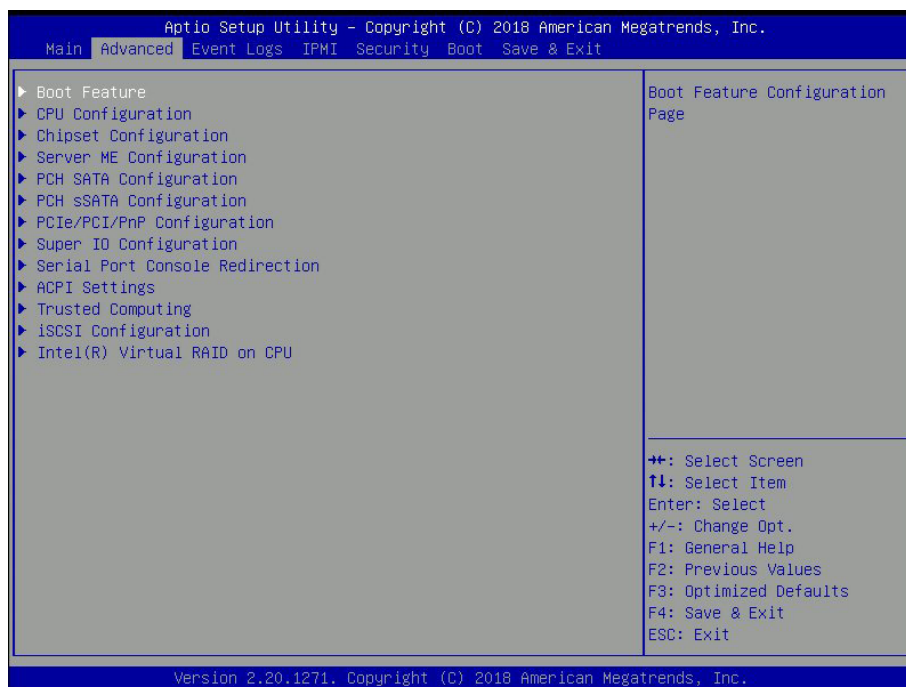 Aptio Setup Utility – Copyright (C) 2018 American Megatrends, Inc.
Main Advanced Event Logs IPMI Security Boot Save & Exit
▶ Boot Feature
▶ CPU Configuration
▶ Chipset Configuration
▶ Server ME Configuration
▶ PCH SATA Configuration
▶ PCH sSATA Configuration
▶ PCIe/PCI/PnP Configuration
▶ Super IO Configuration
▶ Serial Port Console Redirection
▶ ACPI Settings
▶ Trusted Computing
▶ iSCSI Configuration
▶ Intel(R) Virtual RAID on CPU
Boot Feature Configuration
Page
→←: Select Screen
↑↓: Select Item
Enter: Select
+/-: Change Opt.
F1: General Help
F2: Previous Values
F3: Optimized Defaults
F4: Save & Exit
ESC: Exit
Version 2.20.1271. Copyright (C) 2018 American Megatrends, Inc.